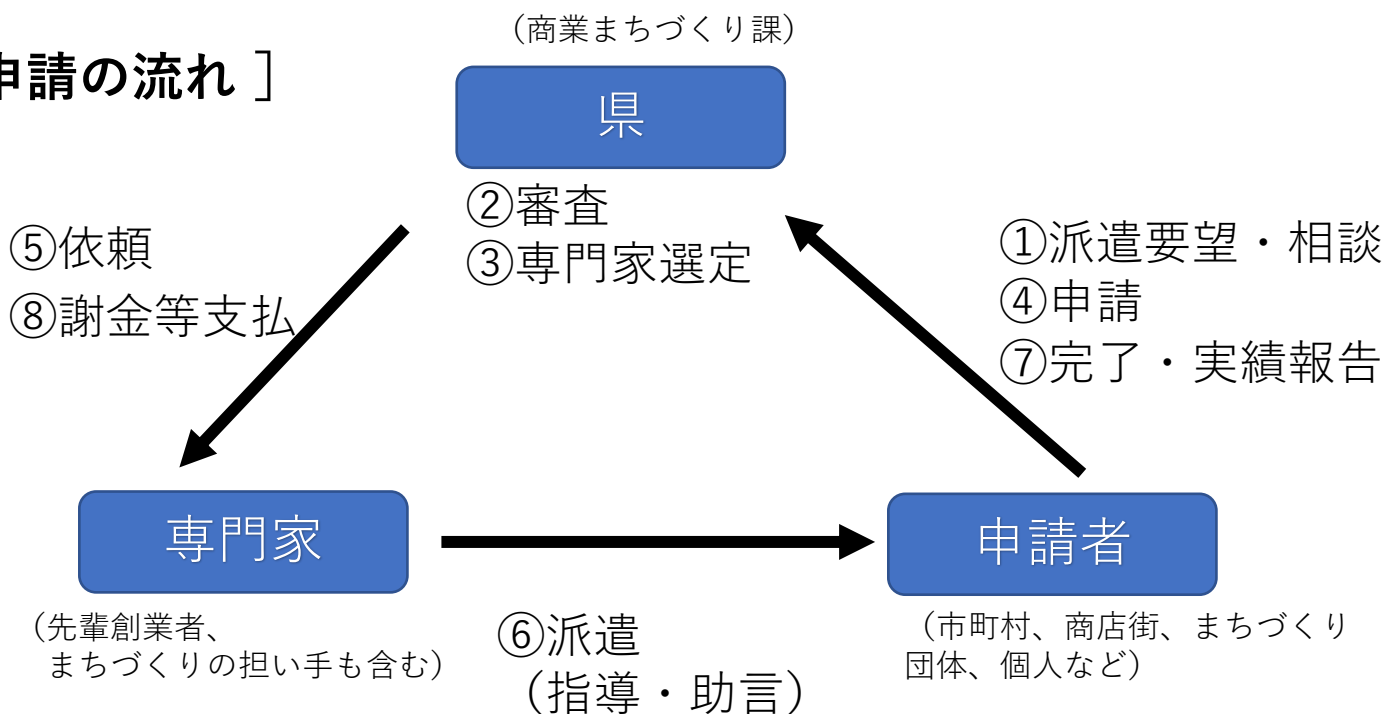 （商業まちづくり課）
申請の流れ ］
県
②審査
③専門家選定
⑤依頼
⑧謝金等支払
①派遣要望・相談
④申請
⑦完了・実績報告
専門家
申請者
（先輩創業者、
まちづくりの担い手も含む）
⑥派遣
（指導・助言）
（市町村、商店街、まちづくり
団体、個人など）